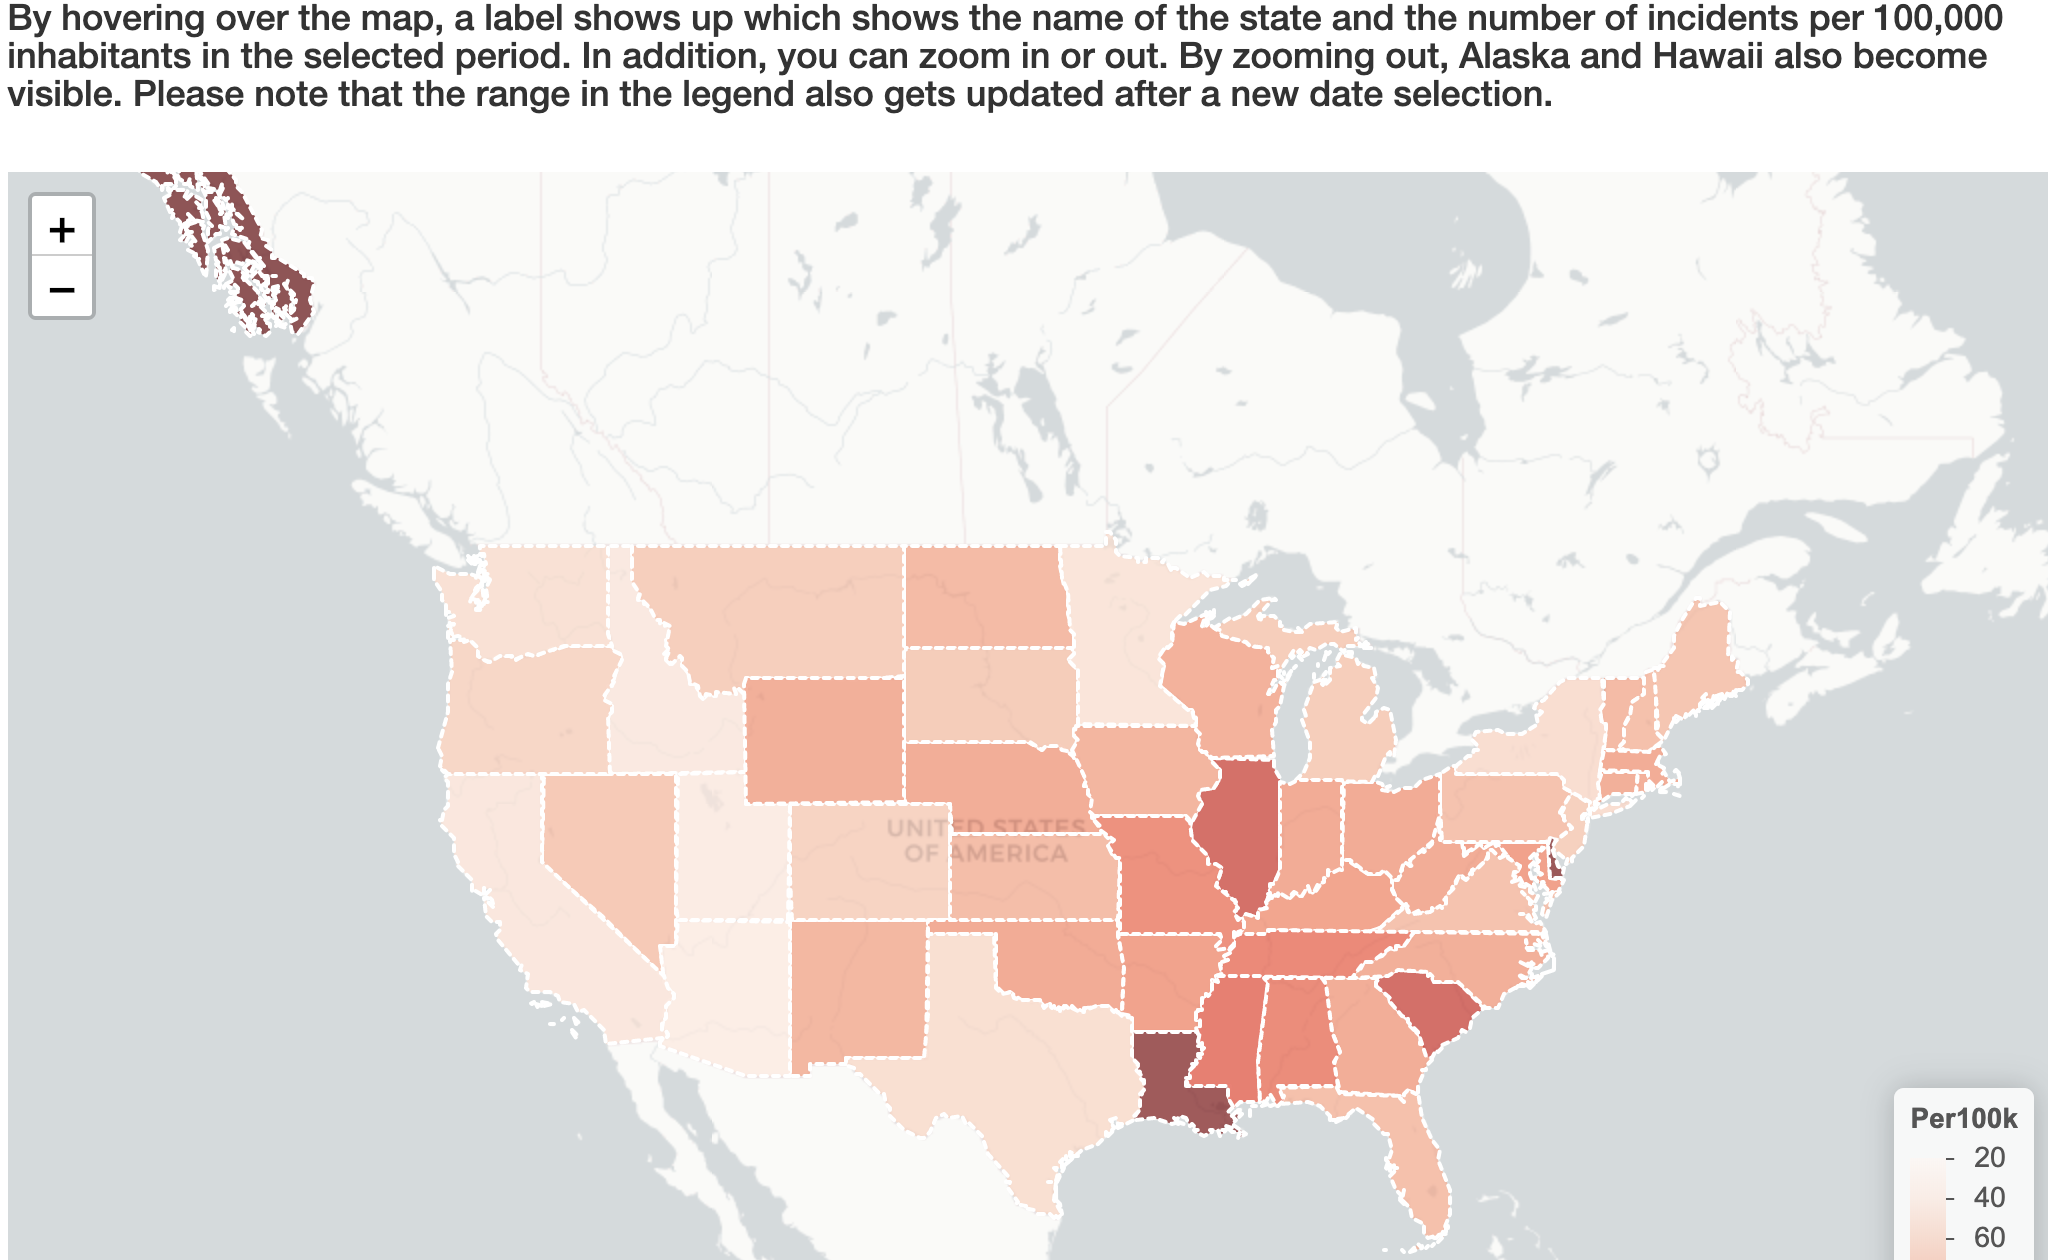 By hovering over the map, a label shows up which shows the name of the state and the number of incidents per 100,000
inhabitants in the selected period. In addition, you can zoom in or out. By zooming out, Alaska and Hawaii also become
visible. Please note that the range in the legend also gets updated after a new date selection.
+
−
UNITED STATES
OF AMERICA
Per100k
20
40
60